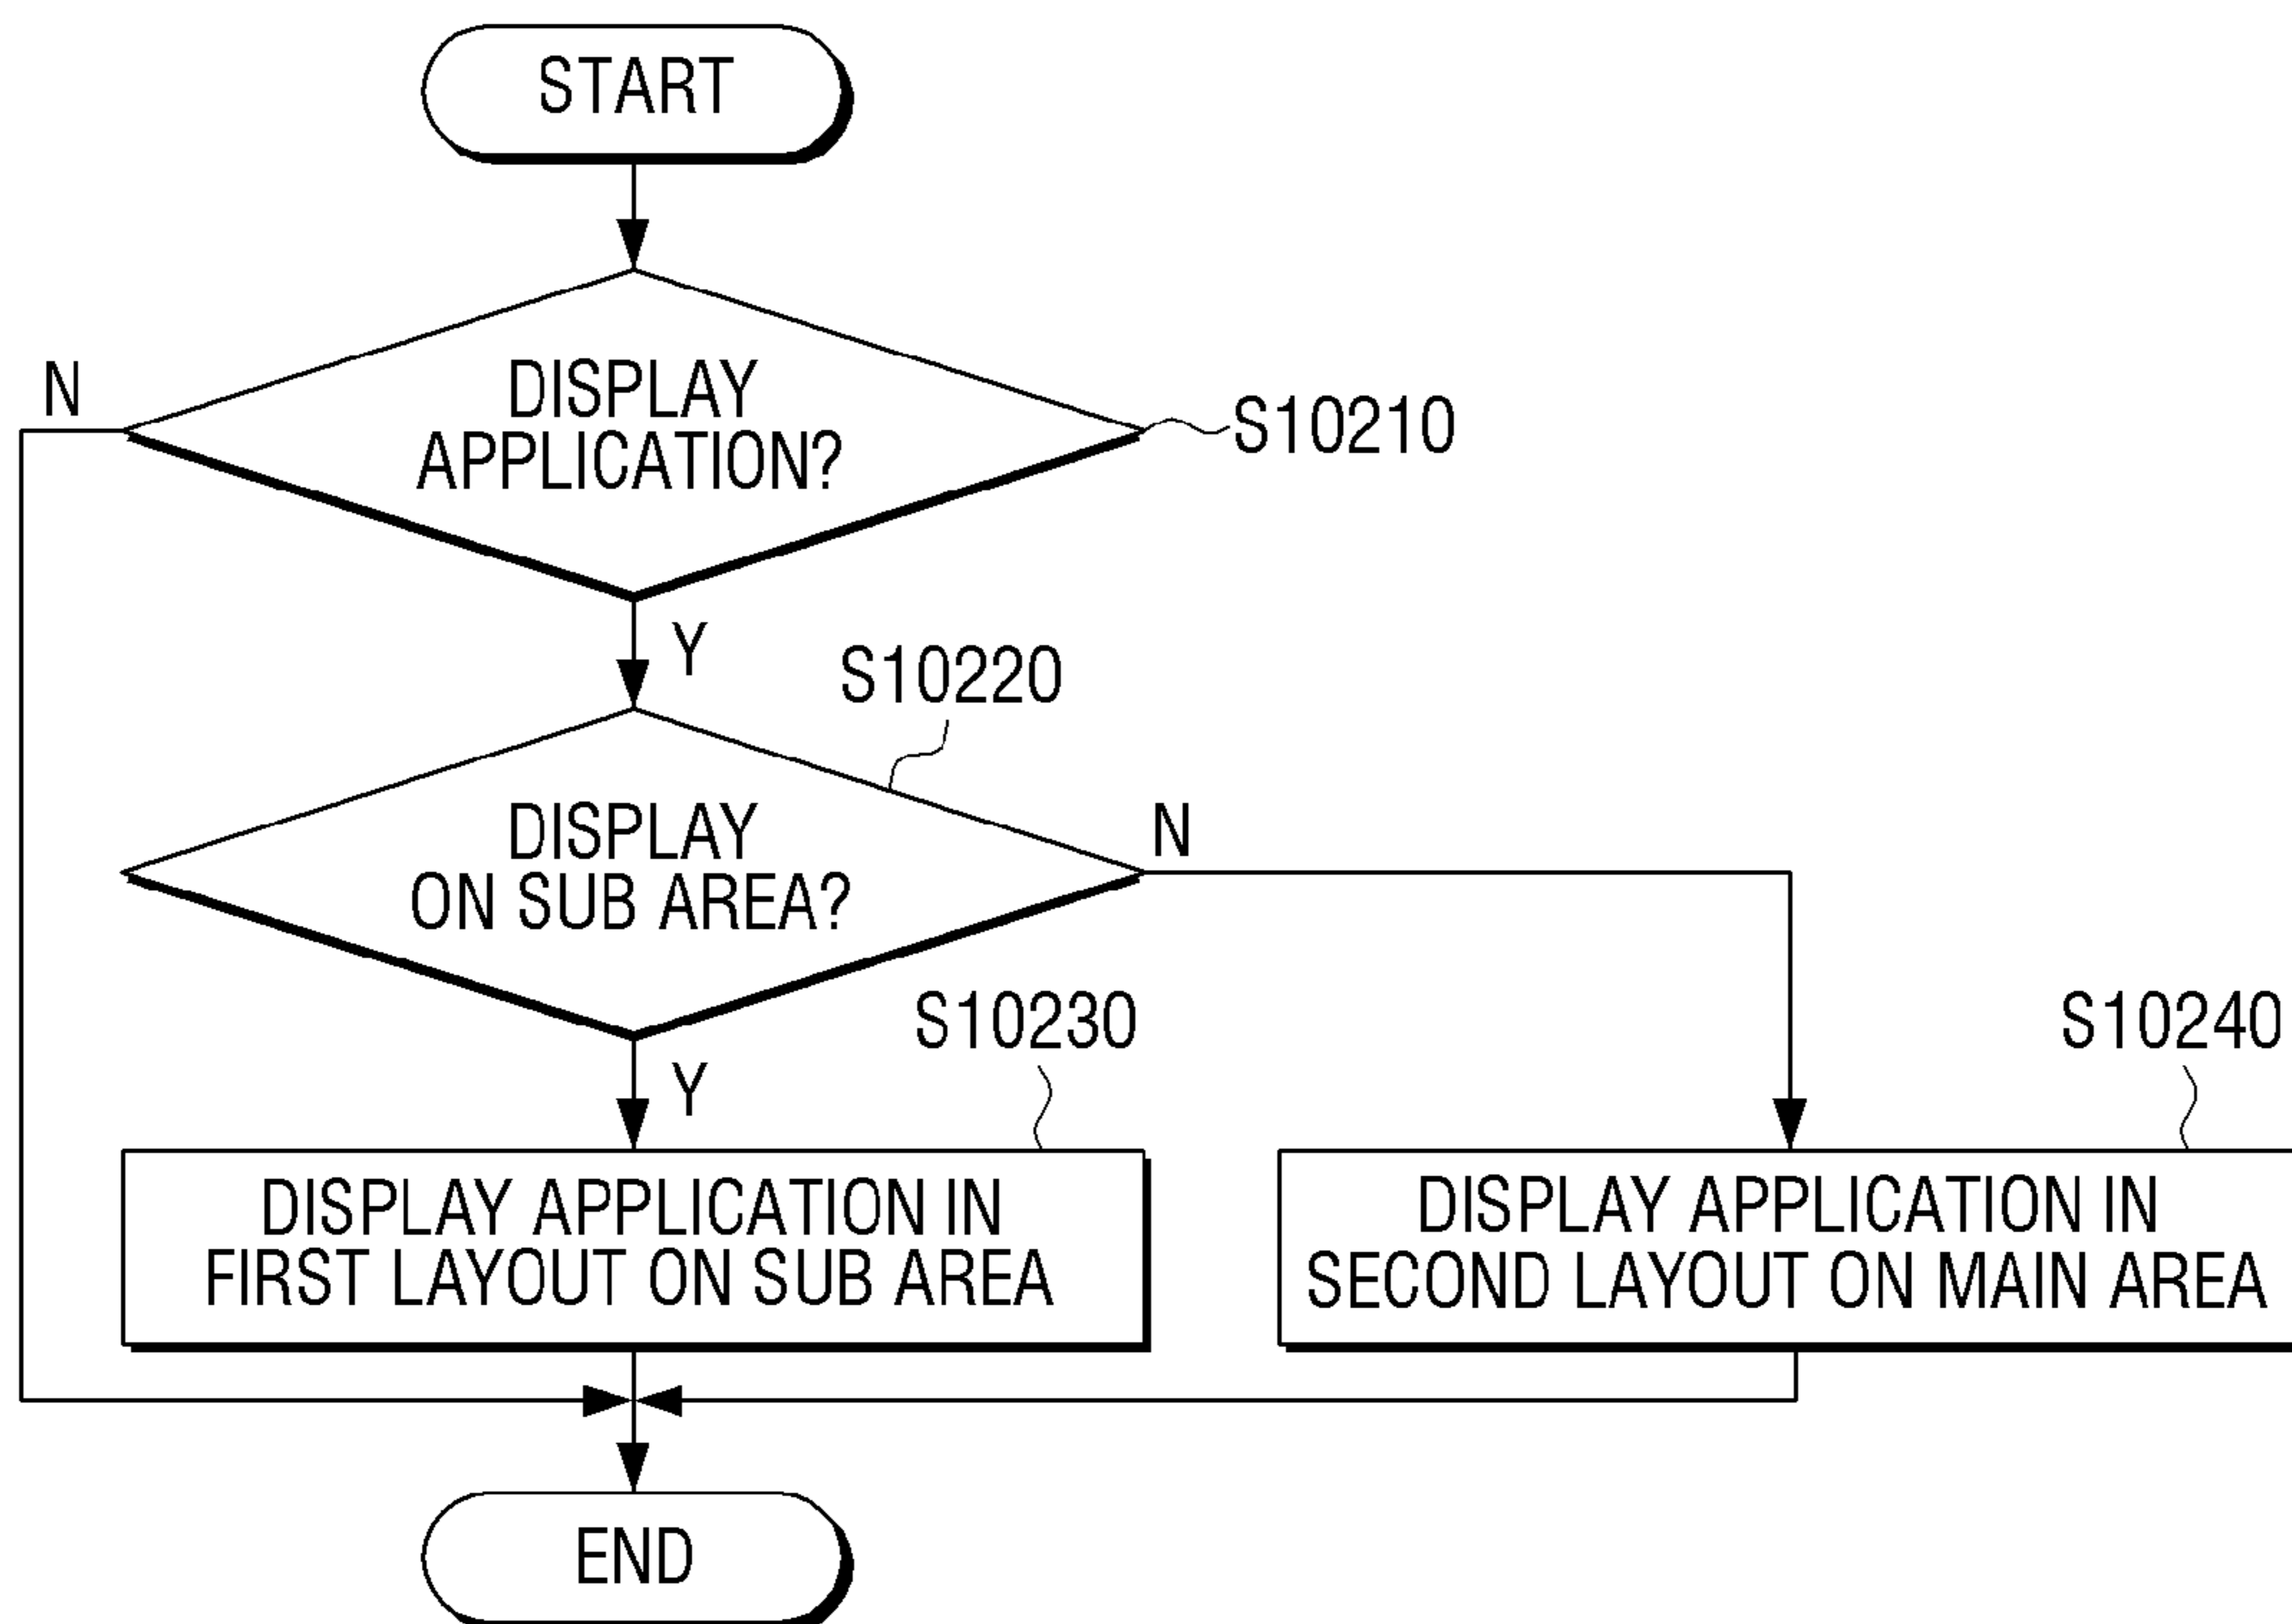 START
N
DISPLAY
APPLICATION?
S10210
Y
S10220
DISPLAY
ON SUB AREA?
N
S10230
S10240
Y
DISPLAY APPLICATION IN
FIRST LAYOUT ON SUB AREA
DISPLAY APPLICATION IN
SECOND LAYOUT ON MAIN AREA
END